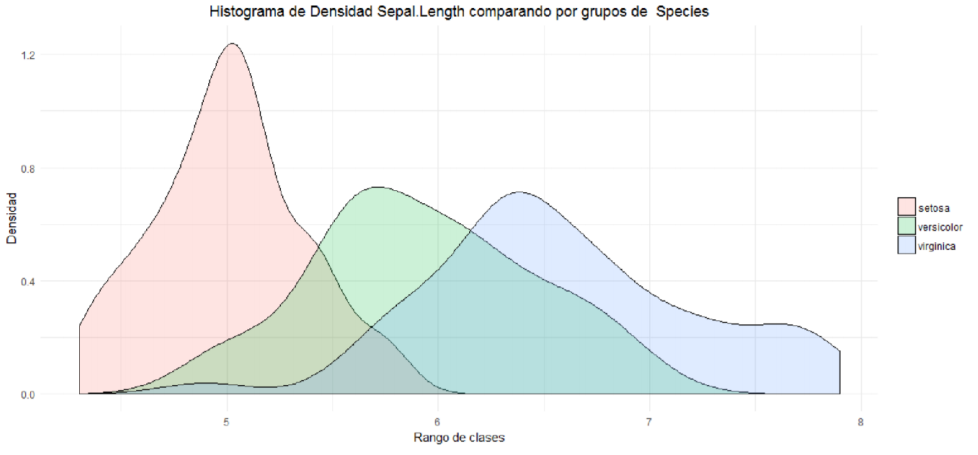 Histograma de Densidad Sepal.Length comparando por grupos de  Species
Densidad
1.2
0.8
0.4
0.0
5
6
7
8
Rango de clases
setosa
versicolor
virginica